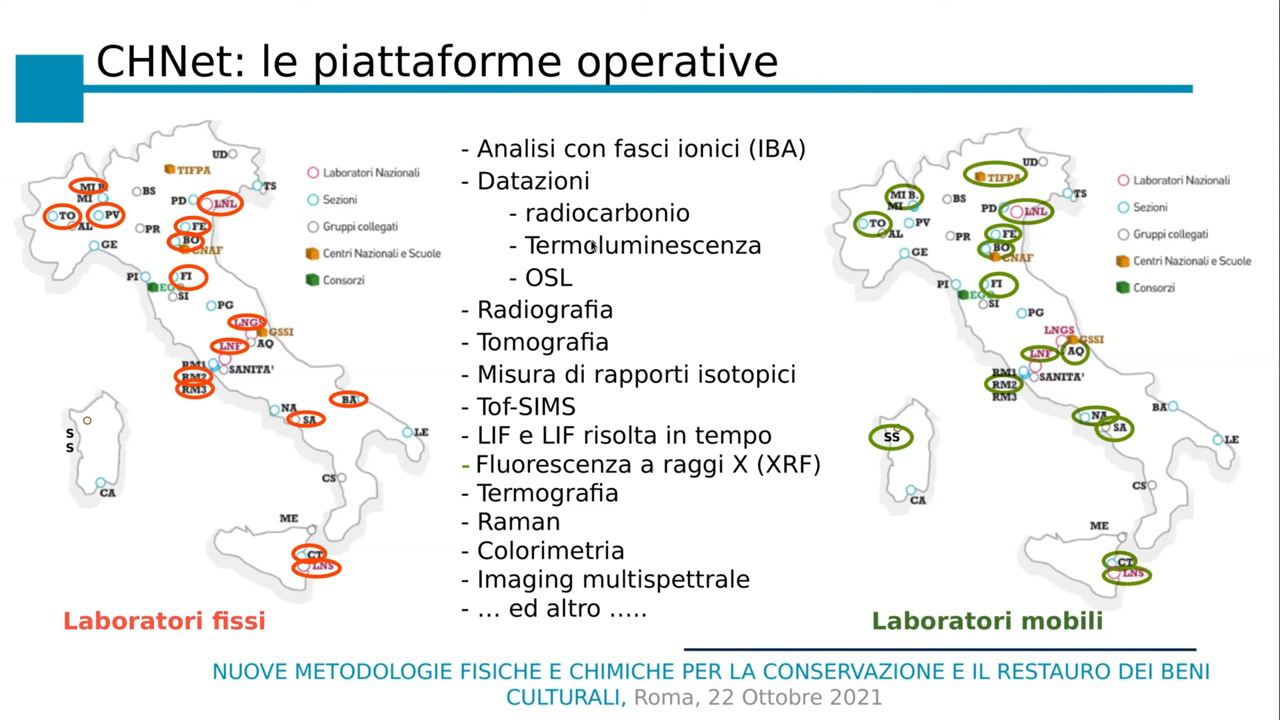 CHNet: le piattaforme operative
UD
TIFPA
Laboratori Nazionali
MI B.
BS
TS
MI
PD
LNL
Sezioni
TO
PV
AL
PR
FE
Gruppi collegati
GE
BO
CNAF
Centri Nazionali e Scuole
PI
FI
EGO
Consorzi
SI
PG
LNGS
GSSI
LNF
AQ
RM1
SANITA'
RM2
RM3
BA
NA
SA
S
S
LE
CS
CA
ME
CT
LNS
Laboratori fissi
- Analisi con fasci ionici (IBA)
- Datazioni
- radiocarbonio
- Termoluminescenza
- OSL
- Radiografia
- Tomografia
- Misura di rapporti isotopici
- Tof-SIMS
- LIF e LIF risolta in tempo
- Fluorescenza a raggi X (XRF)
- Termografia
- Raman
- Colorimetria
- Imaging multispettrale
- ... ed altro .....
UD
TIFPA
Laboratori Nazionali
MI B.
BS
TS
MI
PD
LNL
Sezioni
TO
PV
AL
PR
FE
Gruppi collegati
GE
BO
CNAF
Centri Nazionali e Scuole
PI
FI
EGO
Consorzi
SI
PG
LNGS
GSSI
LNF
AQ
RM1
SANITA'
RM2
RM3
BA
NA
SA
SS
LE
CS
CA
ME
CT
LNS
Laboratori mobili
NUOVE METODOLOGIE FISICHE E CHIMICHE PER LA CONSERVAZIONE E IL RESTAURO DEI BENI
CULTURALI, Roma, 22 Ottobre 2021